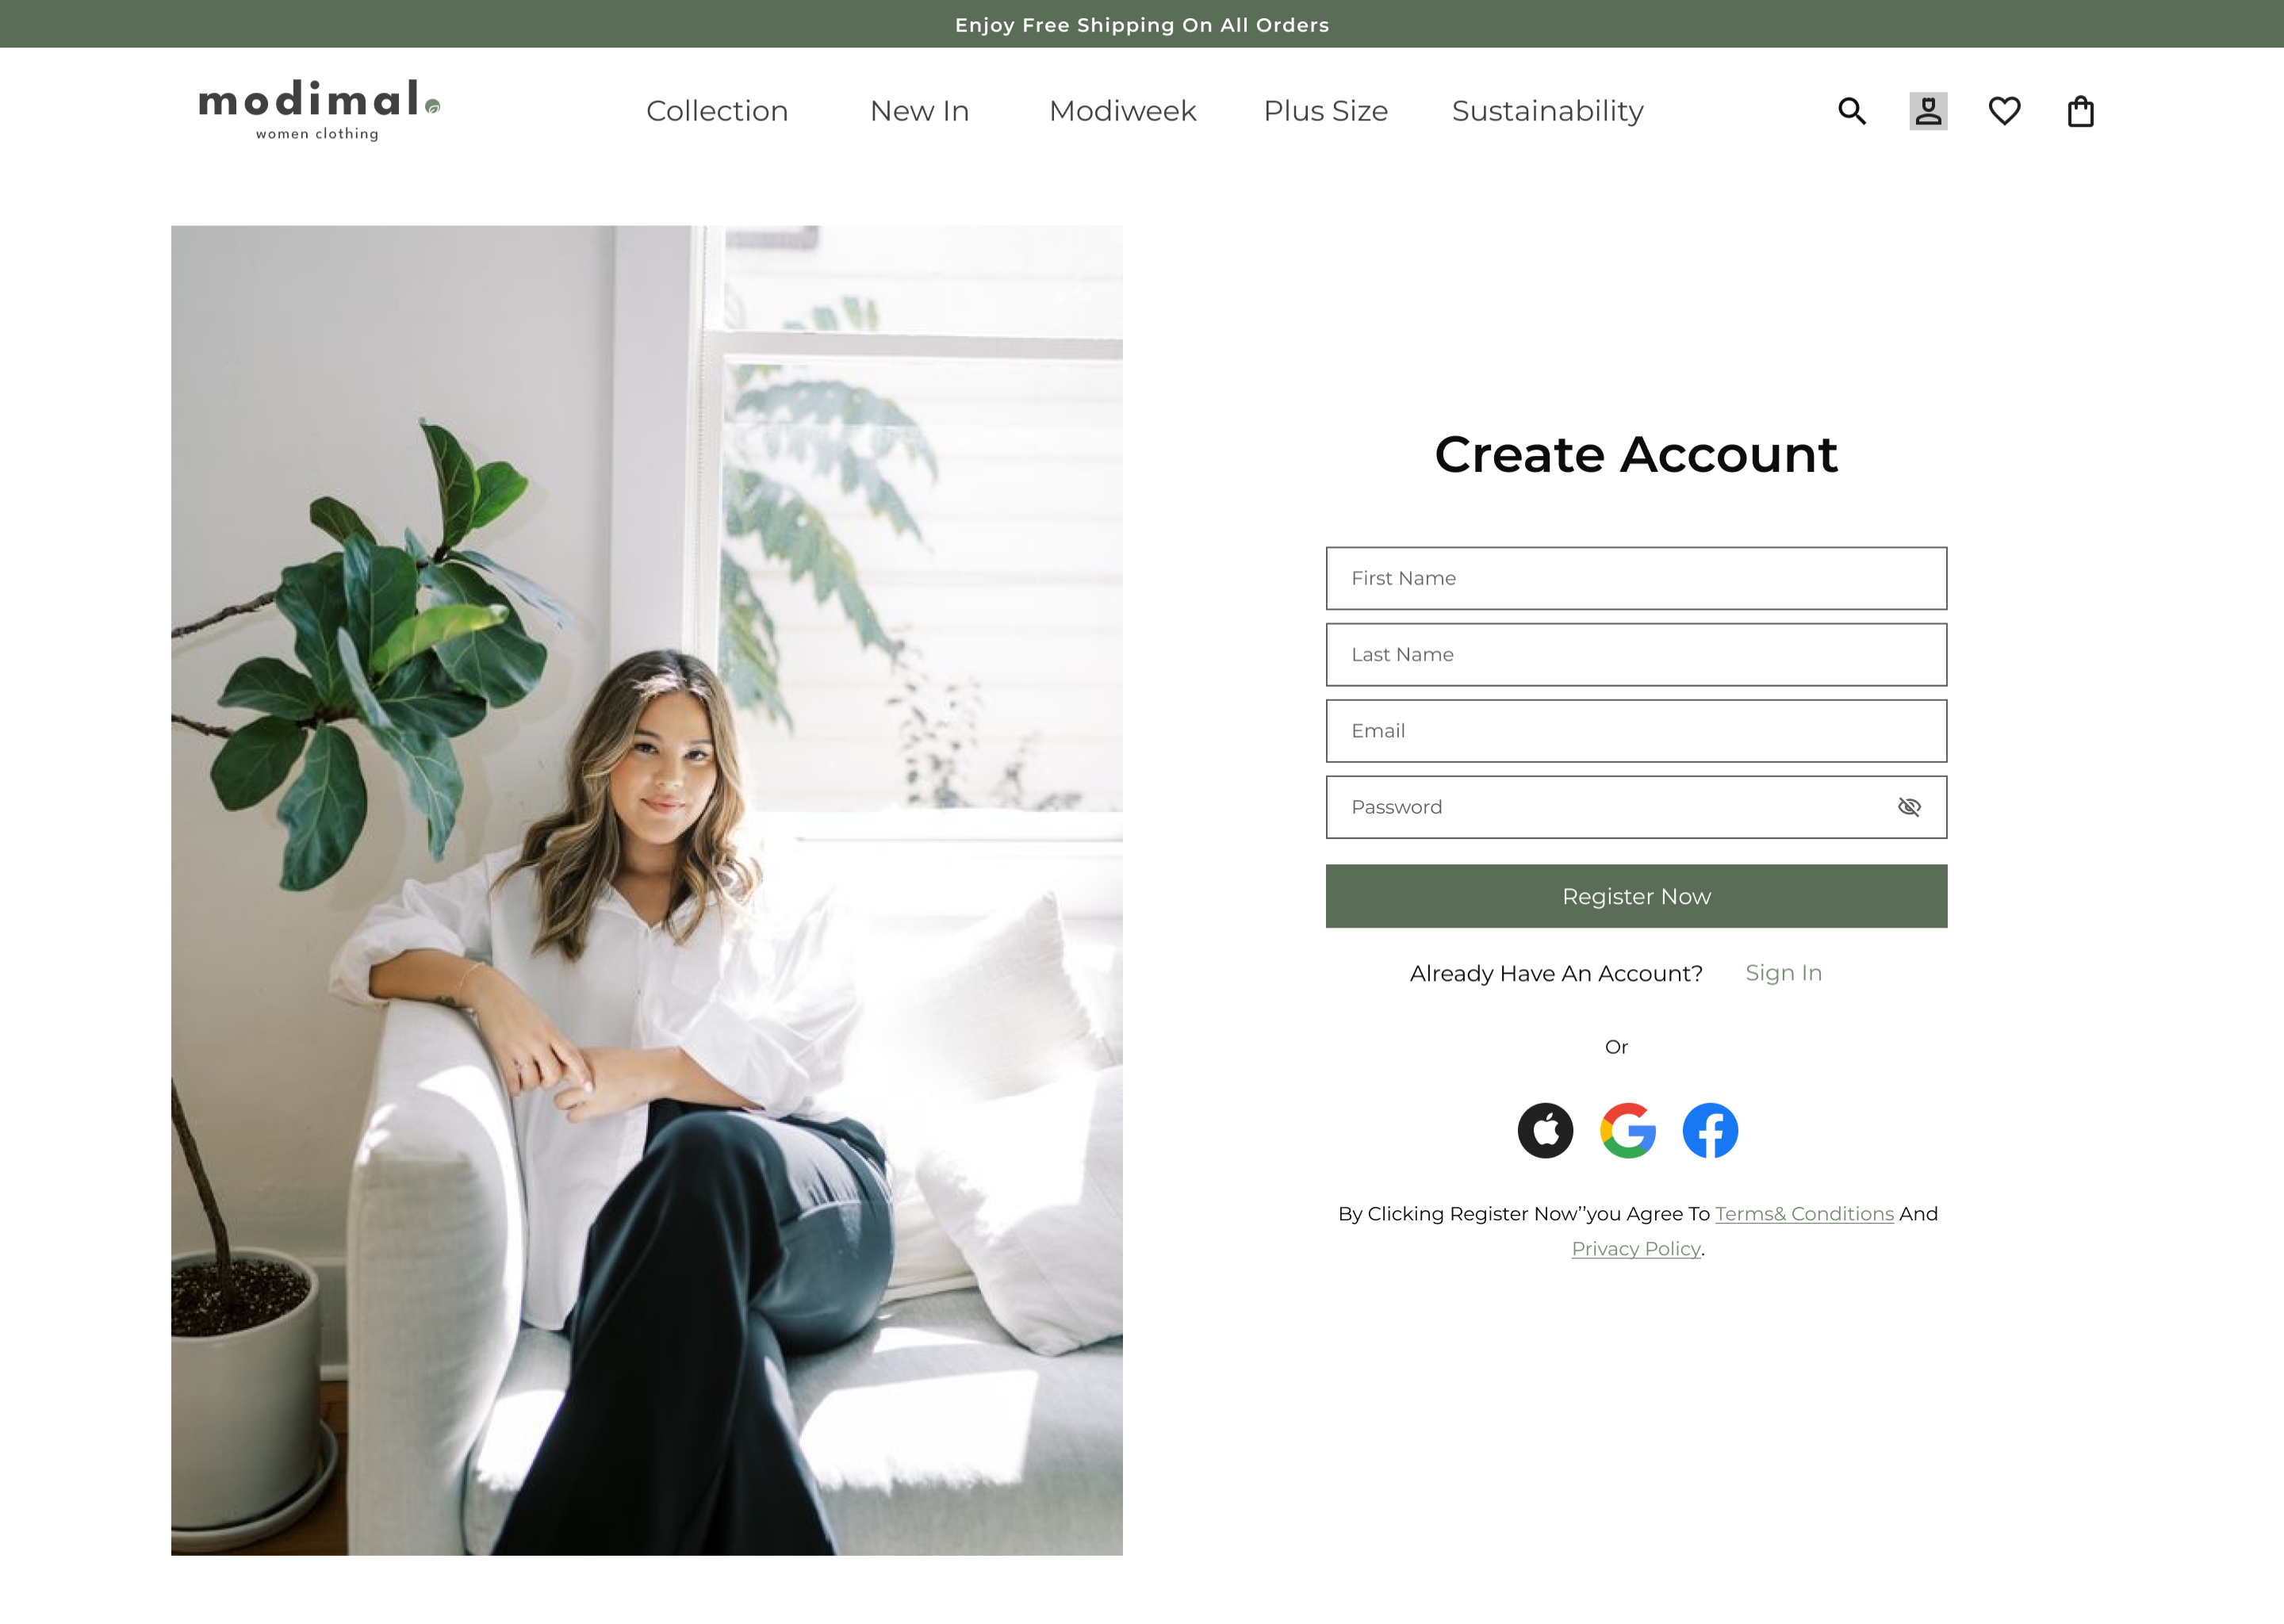 Enjoy Free Shipping On All Orders
modimal
women clothing
Collection New In Modiweek Plus Size Sustainability
Create Account
First Name
Last Name
Email
Password
Register Now
Already Have An Account? Sign In
Or
By Clicking Register Now’’you Agree To Terms& Conditions And
Privacy Policy.